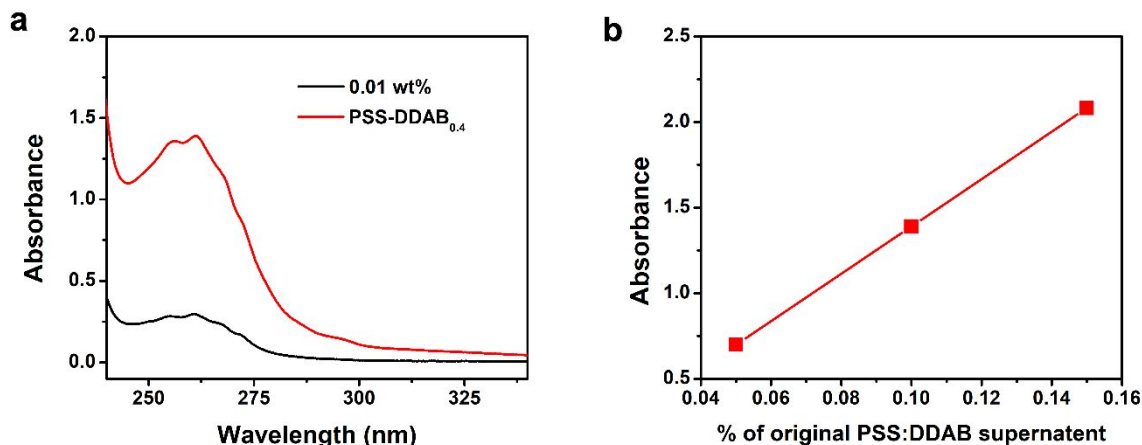 a
2.0
1.5
1.0
0.5
0.0
Absorbance
250
275
300
325
Wavelength (nm)
0.01 wt%
PSS-DDAB0.4
b
2.5
2.0
1.5
1.0
0.5
Absorbance
0.04
0.06
0.08
0.10
0.12
0.14
0.16
% of original PSS:DDAB supernatent